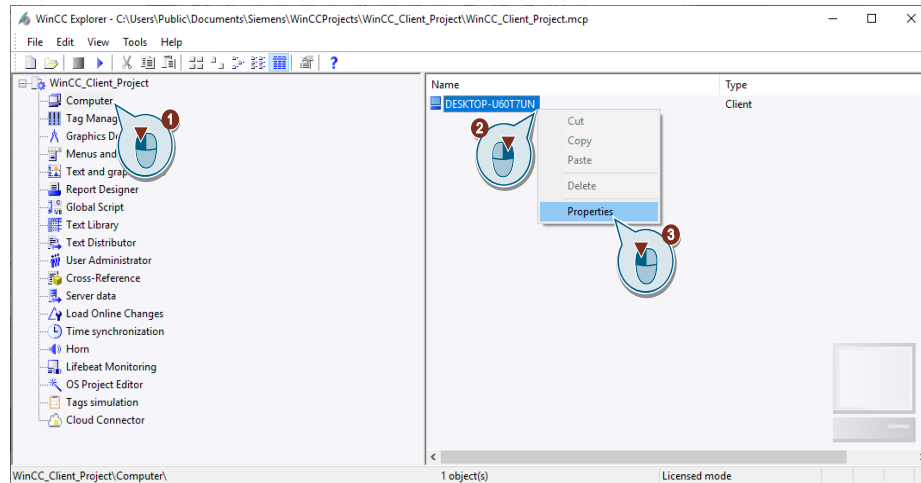 WinCC Explorer - C:\Users\Public\Documents\Siemens\WinCCProjects\WinCC_Client_Project\WinCC_Client_Project.mcp
File Edit View Tools Help
WinCC_Client_Project
Computer
Tag Manag
Graphics De
Menus and
Text and grap
Report Designer
Global Script
Text Library
Text Distributor
User Administrator
Cross-Reference
Server data
Load Online Changes
Time synchronization
Horn
Lifebeat Monitoring
OS Project Editor
Tags simulation
Cloud Connector
1
Name Type
DESKTOP-U60T7UN Client
2
Cut
Copy
Paste
Delete
Properties
3
WinCC_Client_Project\Computer\ 1 object(s) Licensed mode